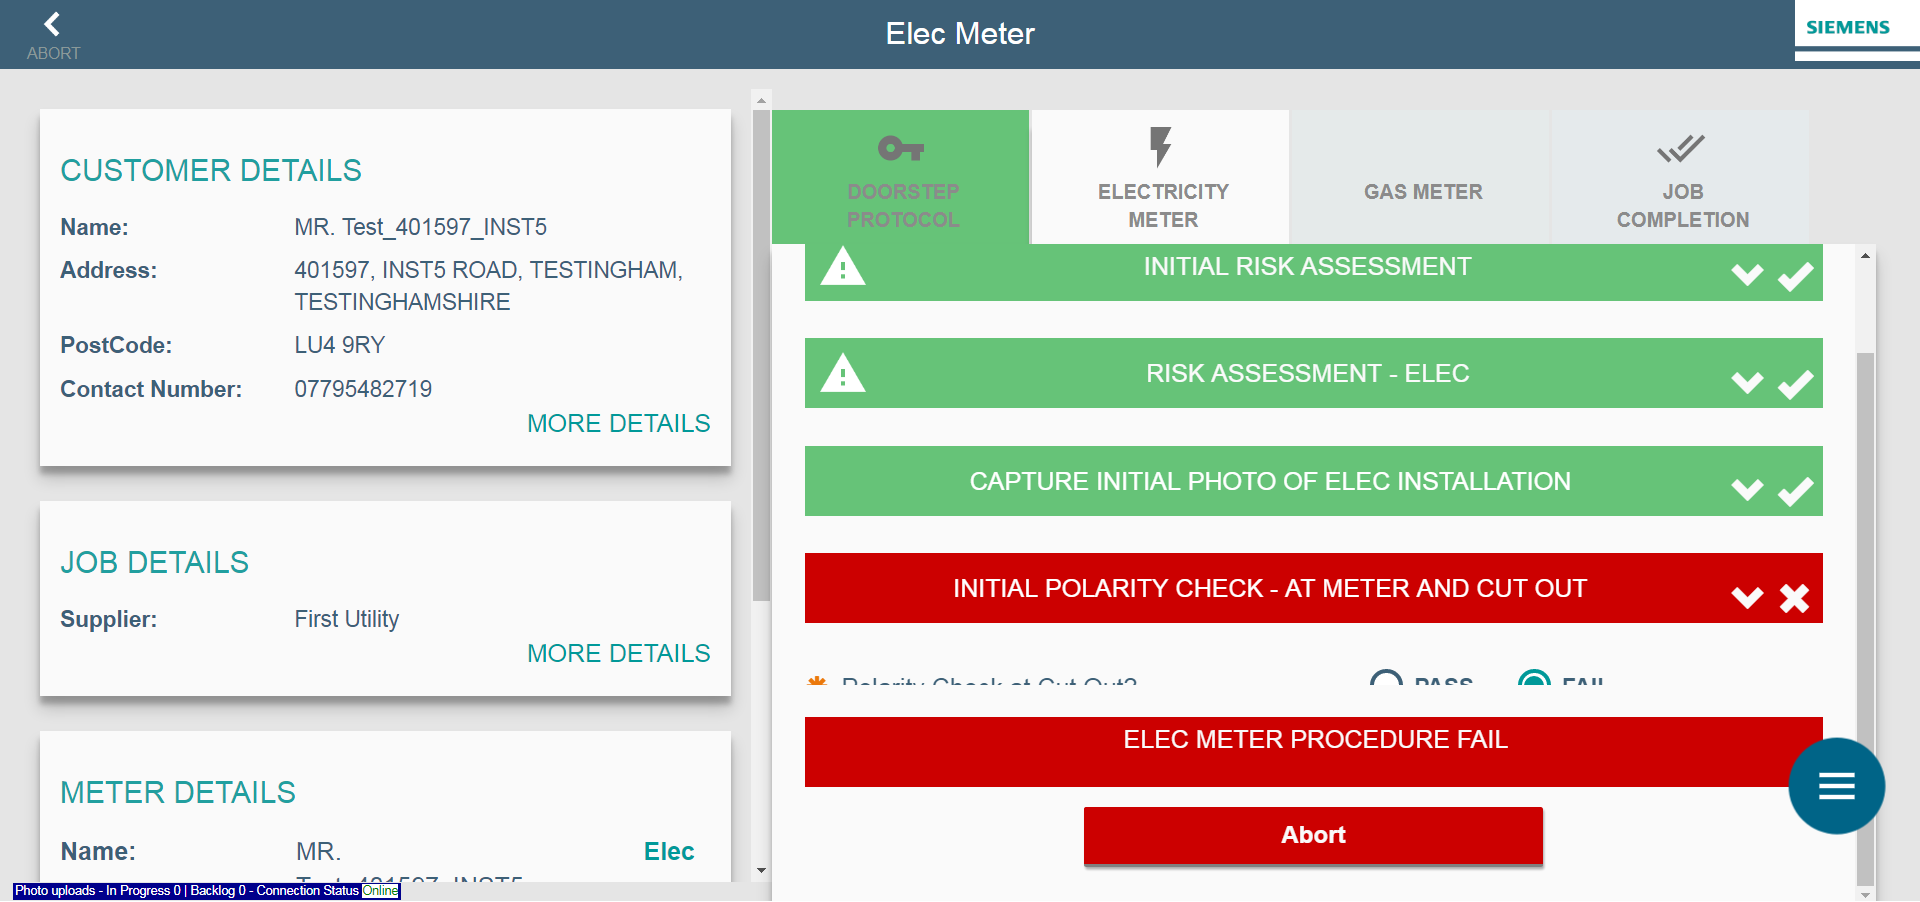 ABORT
Elec Meter
SIEMENS
CUSTOMER DETAILS
Name: MR. Test_401597_INST5
Address: 401597, INST5 ROAD, TESTINGHAM,
TESTINGHAMSHIRE
PostCode: LU4 9RY
Contact Number: 07795482719
MORE DETAILS
JOB DETAILS
Supplier: First Utility
MORE DETAILS
METER DETAILS
Name: MR. Elec
Test_401597_INST5
Photo uploads - In Progress 0 | Backlog 0 - Connection Status Online
DOORSTEP
PROTOCOL
ELECTRICITY
METER
GAS METER
JOB
COMPLETION
INITIAL RISK ASSESSMENT
RISK ASSESSMENT - ELEC
CAPTURE INITIAL PHOTO OF ELEC INSTALLATION
INITIAL POLARITY CHECK - AT METER AND CUT OUT
Polarity Check at Cut Out? PASS FAIL
ELEC METER PROCEDURE FAIL
Abort